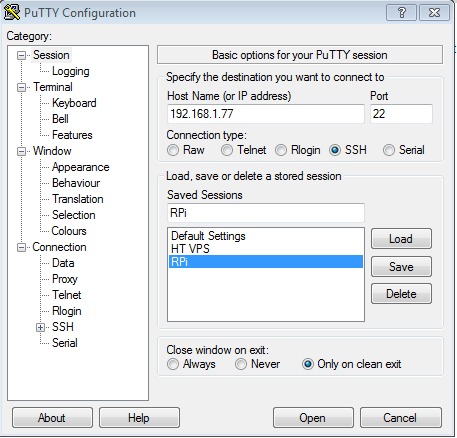 PuTTY Configuration
Category:
Session
Logging
Terminal
Keyboard
Bell
Features
Window
Appearance
Behaviour
Translation
Selection
Colours
Connection
Data
Proxy
Telnet
Rlogin
SSH
Serial
Basic options for your PuTTY session
Specify the destination you want to connect to
Host Name (or IP address) Port
192.168.1.77 22
Connection type:
Raw Telnet Rlogin SSH Serial
Load, save or delete a stored session
Saved Sessions
RPi
Default Settings
HT VPS
RPi
Load
Save
Delete
Close window on exit:
Always Never Only on clean exit
About Help Open Cancel